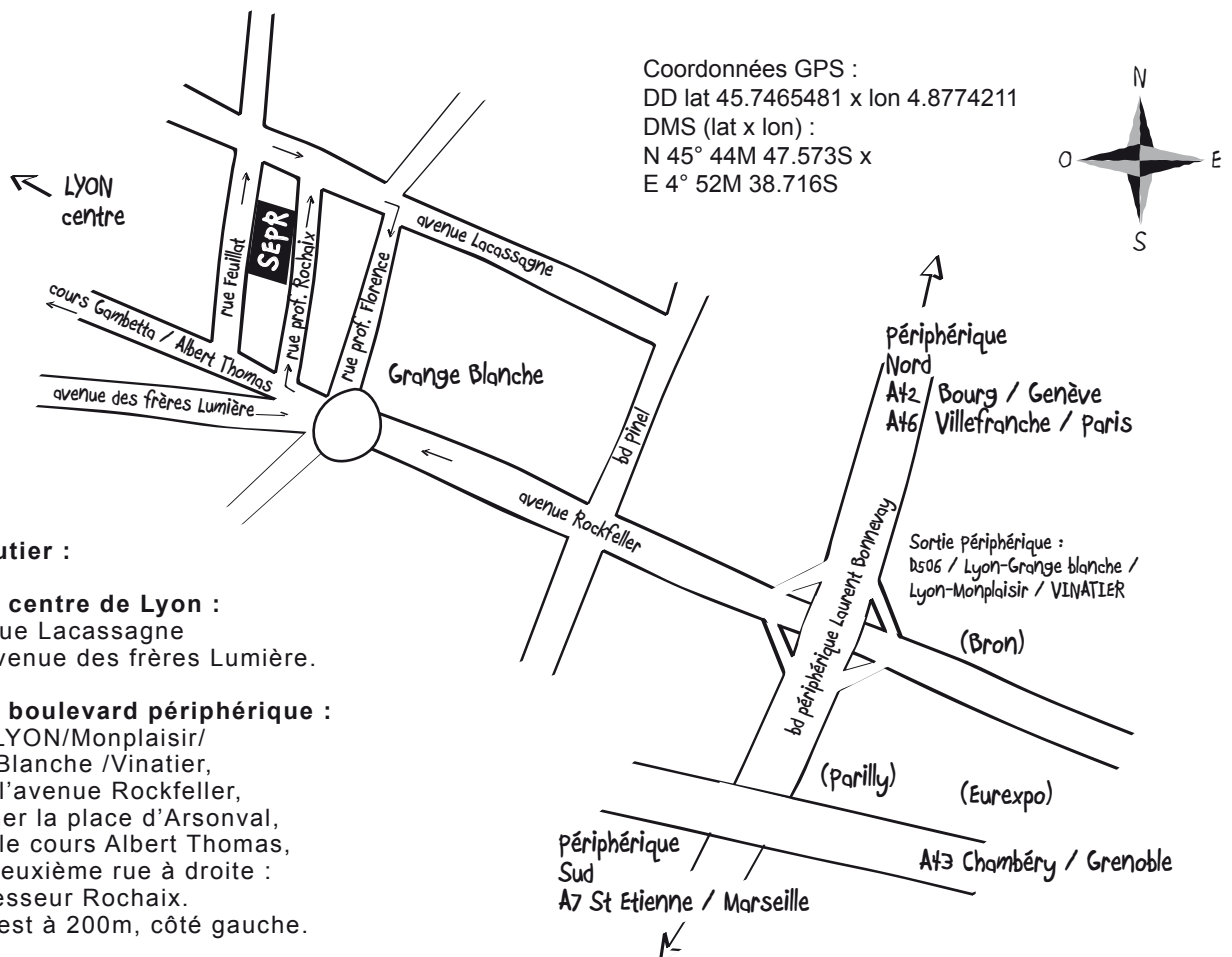 Coordonnées GPS :
DD lat 45.7465481 x lon 4.8774211
DMS (lat x lon) :
N 45° 44M 47.573S x
E 4° 52M 38.716S
N
O
E
S
LYON
centre
SEPR
rue Feuillat
rue prof. Rochaix
rue prof. Florence
avenue Lacassagne
cours Gambetta / Albert Thomas
avenue des frères Lumière
Grange Blanche
bd Pinel
avenue Rockfeller
Périphérique
Nord
A42 Bourg / Genève
A46 Villefranche / Paris
bd périphérique Laurent Bonnevay
Sortie périphérique :
D506 / Lyon-Grange blanche /
Lyon-Monplaisir / VINATIER
(Bron)
(Parilly)
(Eurexpo)
Périphérique
Sud
A7 St Etienne / Marseille
A43 Chambéry / Grenoble
utier :
centre de Lyon :
ue Lacassagne
venue des frères Lumière.
boulevard périphérique :
LYON/Monplaisir/
Blanche /Vinatier,
l'avenue Rockfeller,
er la place d'Arsonval,
le cours Albert Thomas,
euxième rue à droite :
esseur Rochaix.
est à 200m, côté gauche.